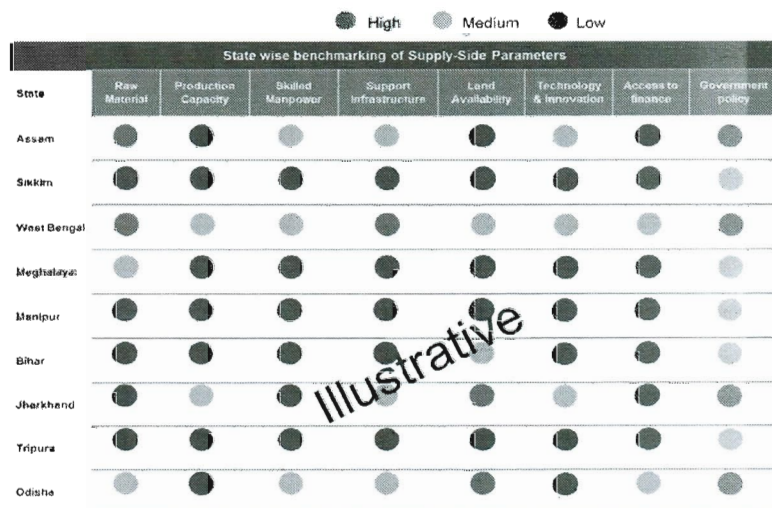 High Medium Low
State wise benchmarking of Supply-Side Parameters
State Raw Material Production Capacity Skilled Manpower Support Infrastructure Land Availability Technology & Innovation Access to finance Government policy
Assam
Sikkim
West Bengal
Meghalaya
Manipur
Bihar
Jharkhand
Tripura
Odisha
Illustrative